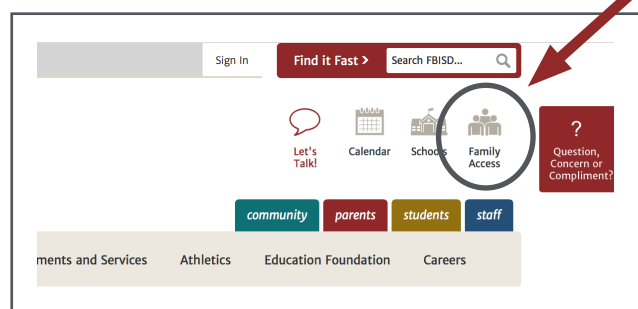 Sign In
Find it Fast >
Search FBISD...
Let's
Talk!
Calendar
Schools
Family
Access
?
Question,
Concern or
Compliment?
community
parents
students
staff
ments and Services
Athletics
Education Foundation
Careers